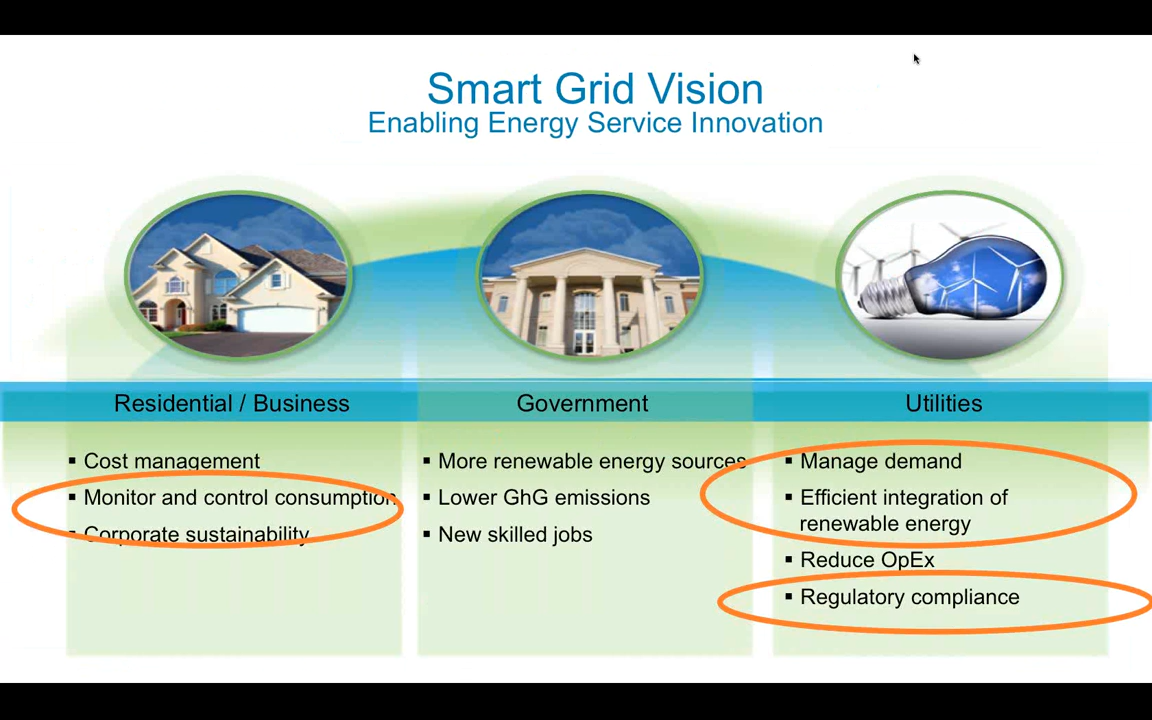 Smart Grid Vision
Enabling Energy Service Innovation
Residential / Business
▪ Cost management
▪ Monitor and control consumption
▪ Corporate sustainability
Government
▪ More renewable energy sources
▪ Lower GhG emissions
▪ New skilled jobs
Utilities
▪ Manage demand
▪ Efficient integration of
renewable energy
▪ Reduce OpEx
▪ Regulatory compliance